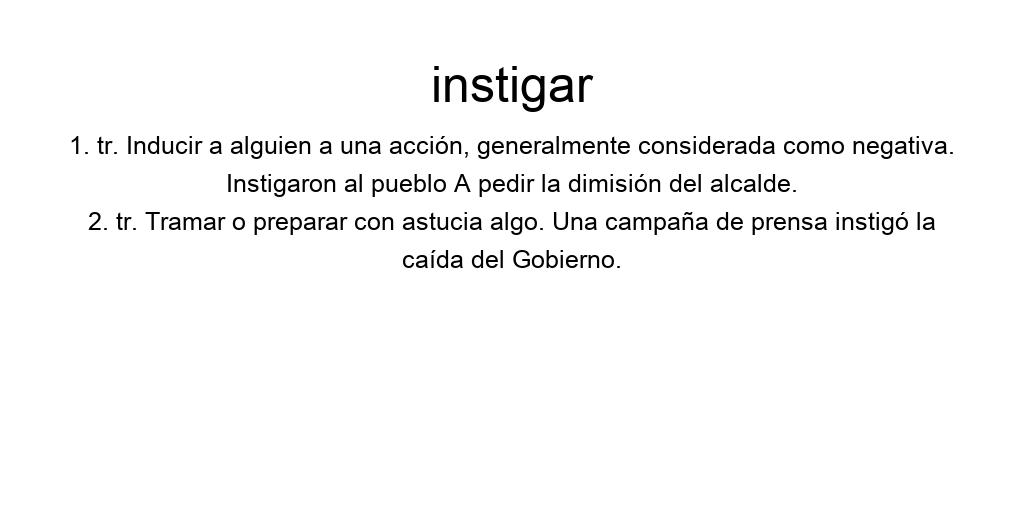 instigar
1. tr. Inducir a alguien a una acción, generalmente considerada como negativa.
Instigaron al pueblo A pedir la dimisión del alcalde.
2. tr. Tramar o preparar con astucia algo. Una campaña de prensa instigó la
caída del Gobierno.